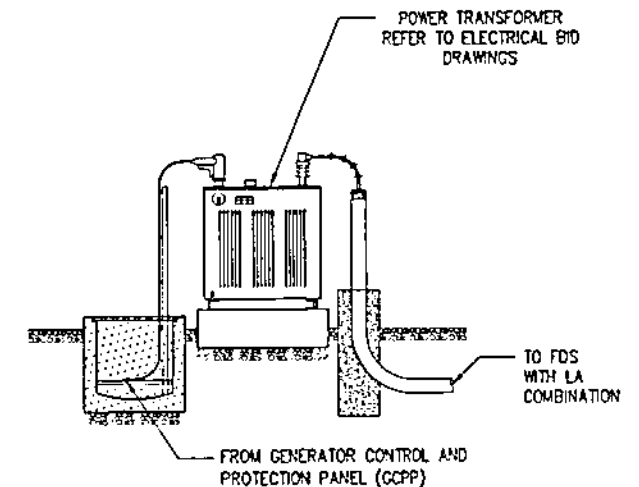 POWER TRANSFORMER
REFER TO ELECTRICAL BID
DRAWINGS
TO FDS
WITH LA
COMBINATION
FROM GENERATOR CONTROL AND
PROTECTION PANEL (GCPP)